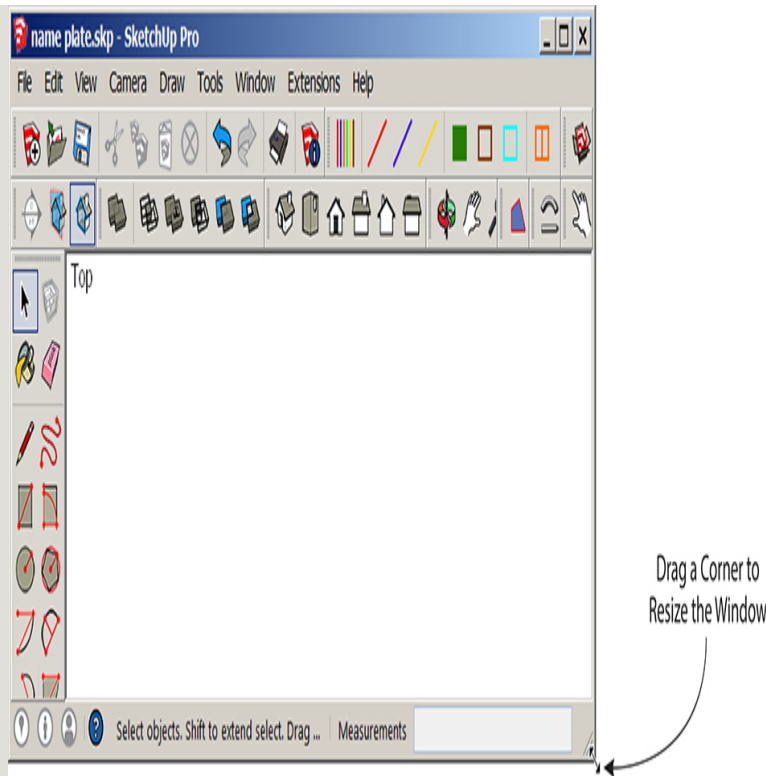 name plate.skp - SketchUp Pro
File Edit View Camera Draw Tools Window Extensions Help
Top
Drag a Corner to
Resize the Window
Select objects. Shift to extend select. Drag ... Measurements